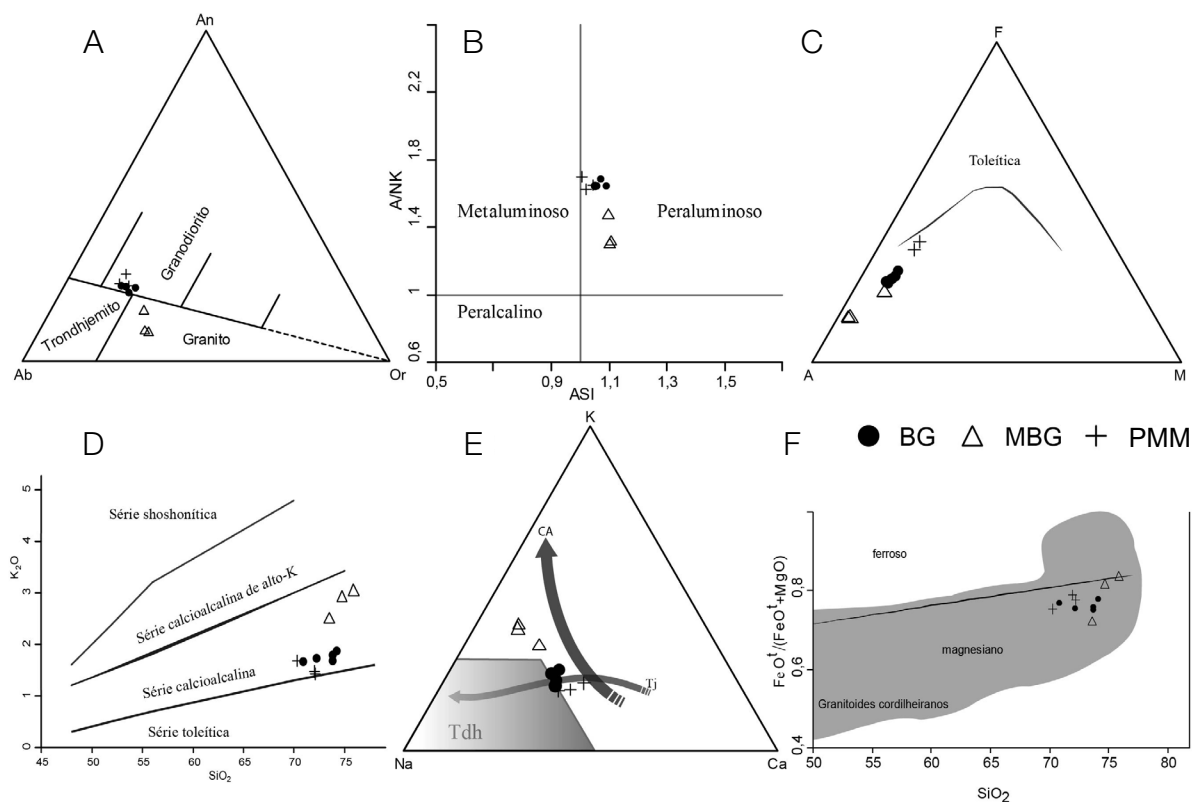 A
An
Granodiorito
Trondhjemito
Granito
Ab
Or
B
A/NK
2,2
1,8
1,4
1
0,6
Metaluminoso
Peraluminoso
Peralcalino
0,5
0,9
1,1
1,3
1,5
ASI
C
F
Toleítica
A
M
D
K₂O
5
4
3
2
1
0
Série shoshonítica
Série calcioalcalina de alto-K
Série calcioalcalina
Série toleítica
45
50
55
60
65
70
75
SiO₂
E
K
CA
Tj
Tdh
Na
Ca
BG
MBG
PMM
F
FeOᵗ/(FeOᵗ+MgO)
0,8
0,6
0,4
ferroso
magnesiano
Granitoides cordilheiranos
50
55
60
65
70
75
80
SiO₂